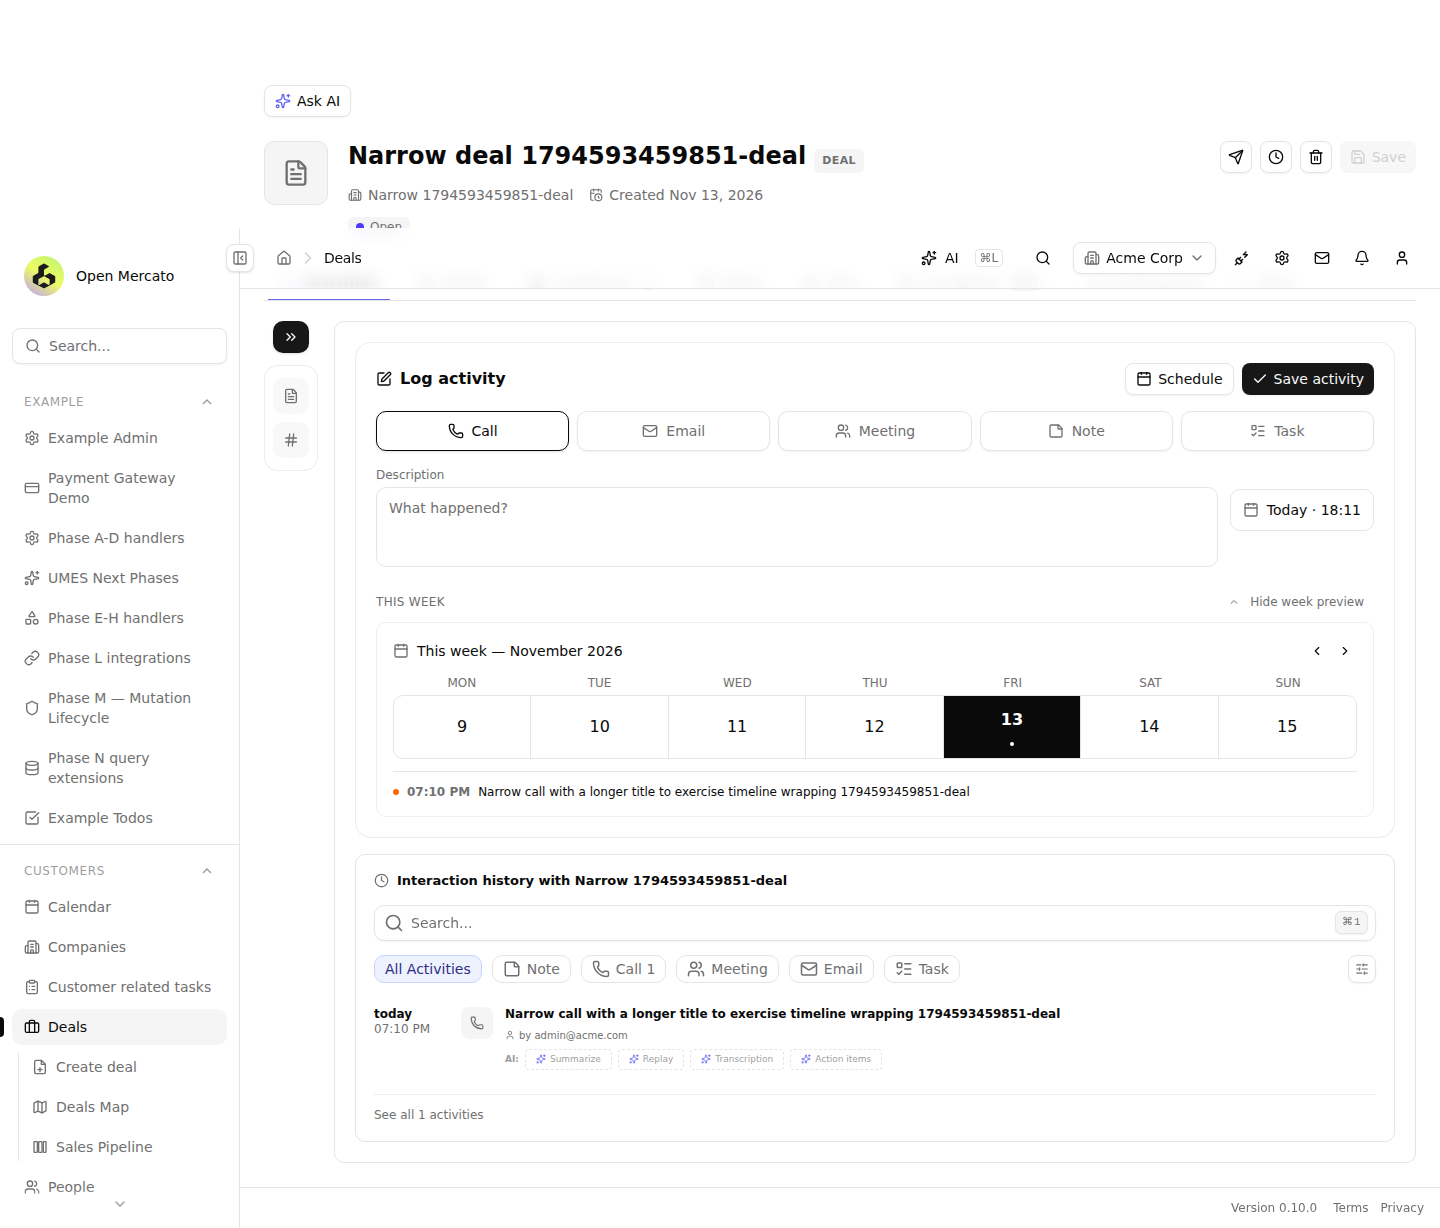 Ask AI
Narrow deal 1794593459851-deal DEAL
Save
Narrow 1794593459851-deal Created Nov 13, 2026
Open
Open Mercato
Deals
AI ⌘L
Acme Corp
Search...
EXAMPLE
Example Admin
Payment Gateway
Demo
Phase A-D handlers
UMES Next Phases
Phase E-H handlers
Phase L integrations
Phase M — Mutation
Lifecycle
Phase N query
extensions
Example Todos
CUSTOMERS
Calendar
Companies
Customer related tasks
Deals
Create deal
Deals Map
Sales Pipeline
People
Log activity
Schedule
Save activity
Call
Email
Meeting
Note
Task
Description
What happened?
Today · 18:11
THIS WEEK
Hide week preview
This week — November 2026
MON TUE WED THU FRI SAT SUN
9 10 11 12 13 14 15
07:10 PM Narrow call with a longer title to exercise timeline wrapping 1794593459851-deal
Interaction history with Narrow 1794593459851-deal
Search... ⌘1
All Activities Note Call 1 Meeting Email Task
today
07:10 PM
Narrow call with a longer title to exercise timeline wrapping 1794593459851-deal
by admin@acme.com
AI: Summarize Replay Transcription Action items
See all 1 activities
Version 0.10.0 Terms Privacy